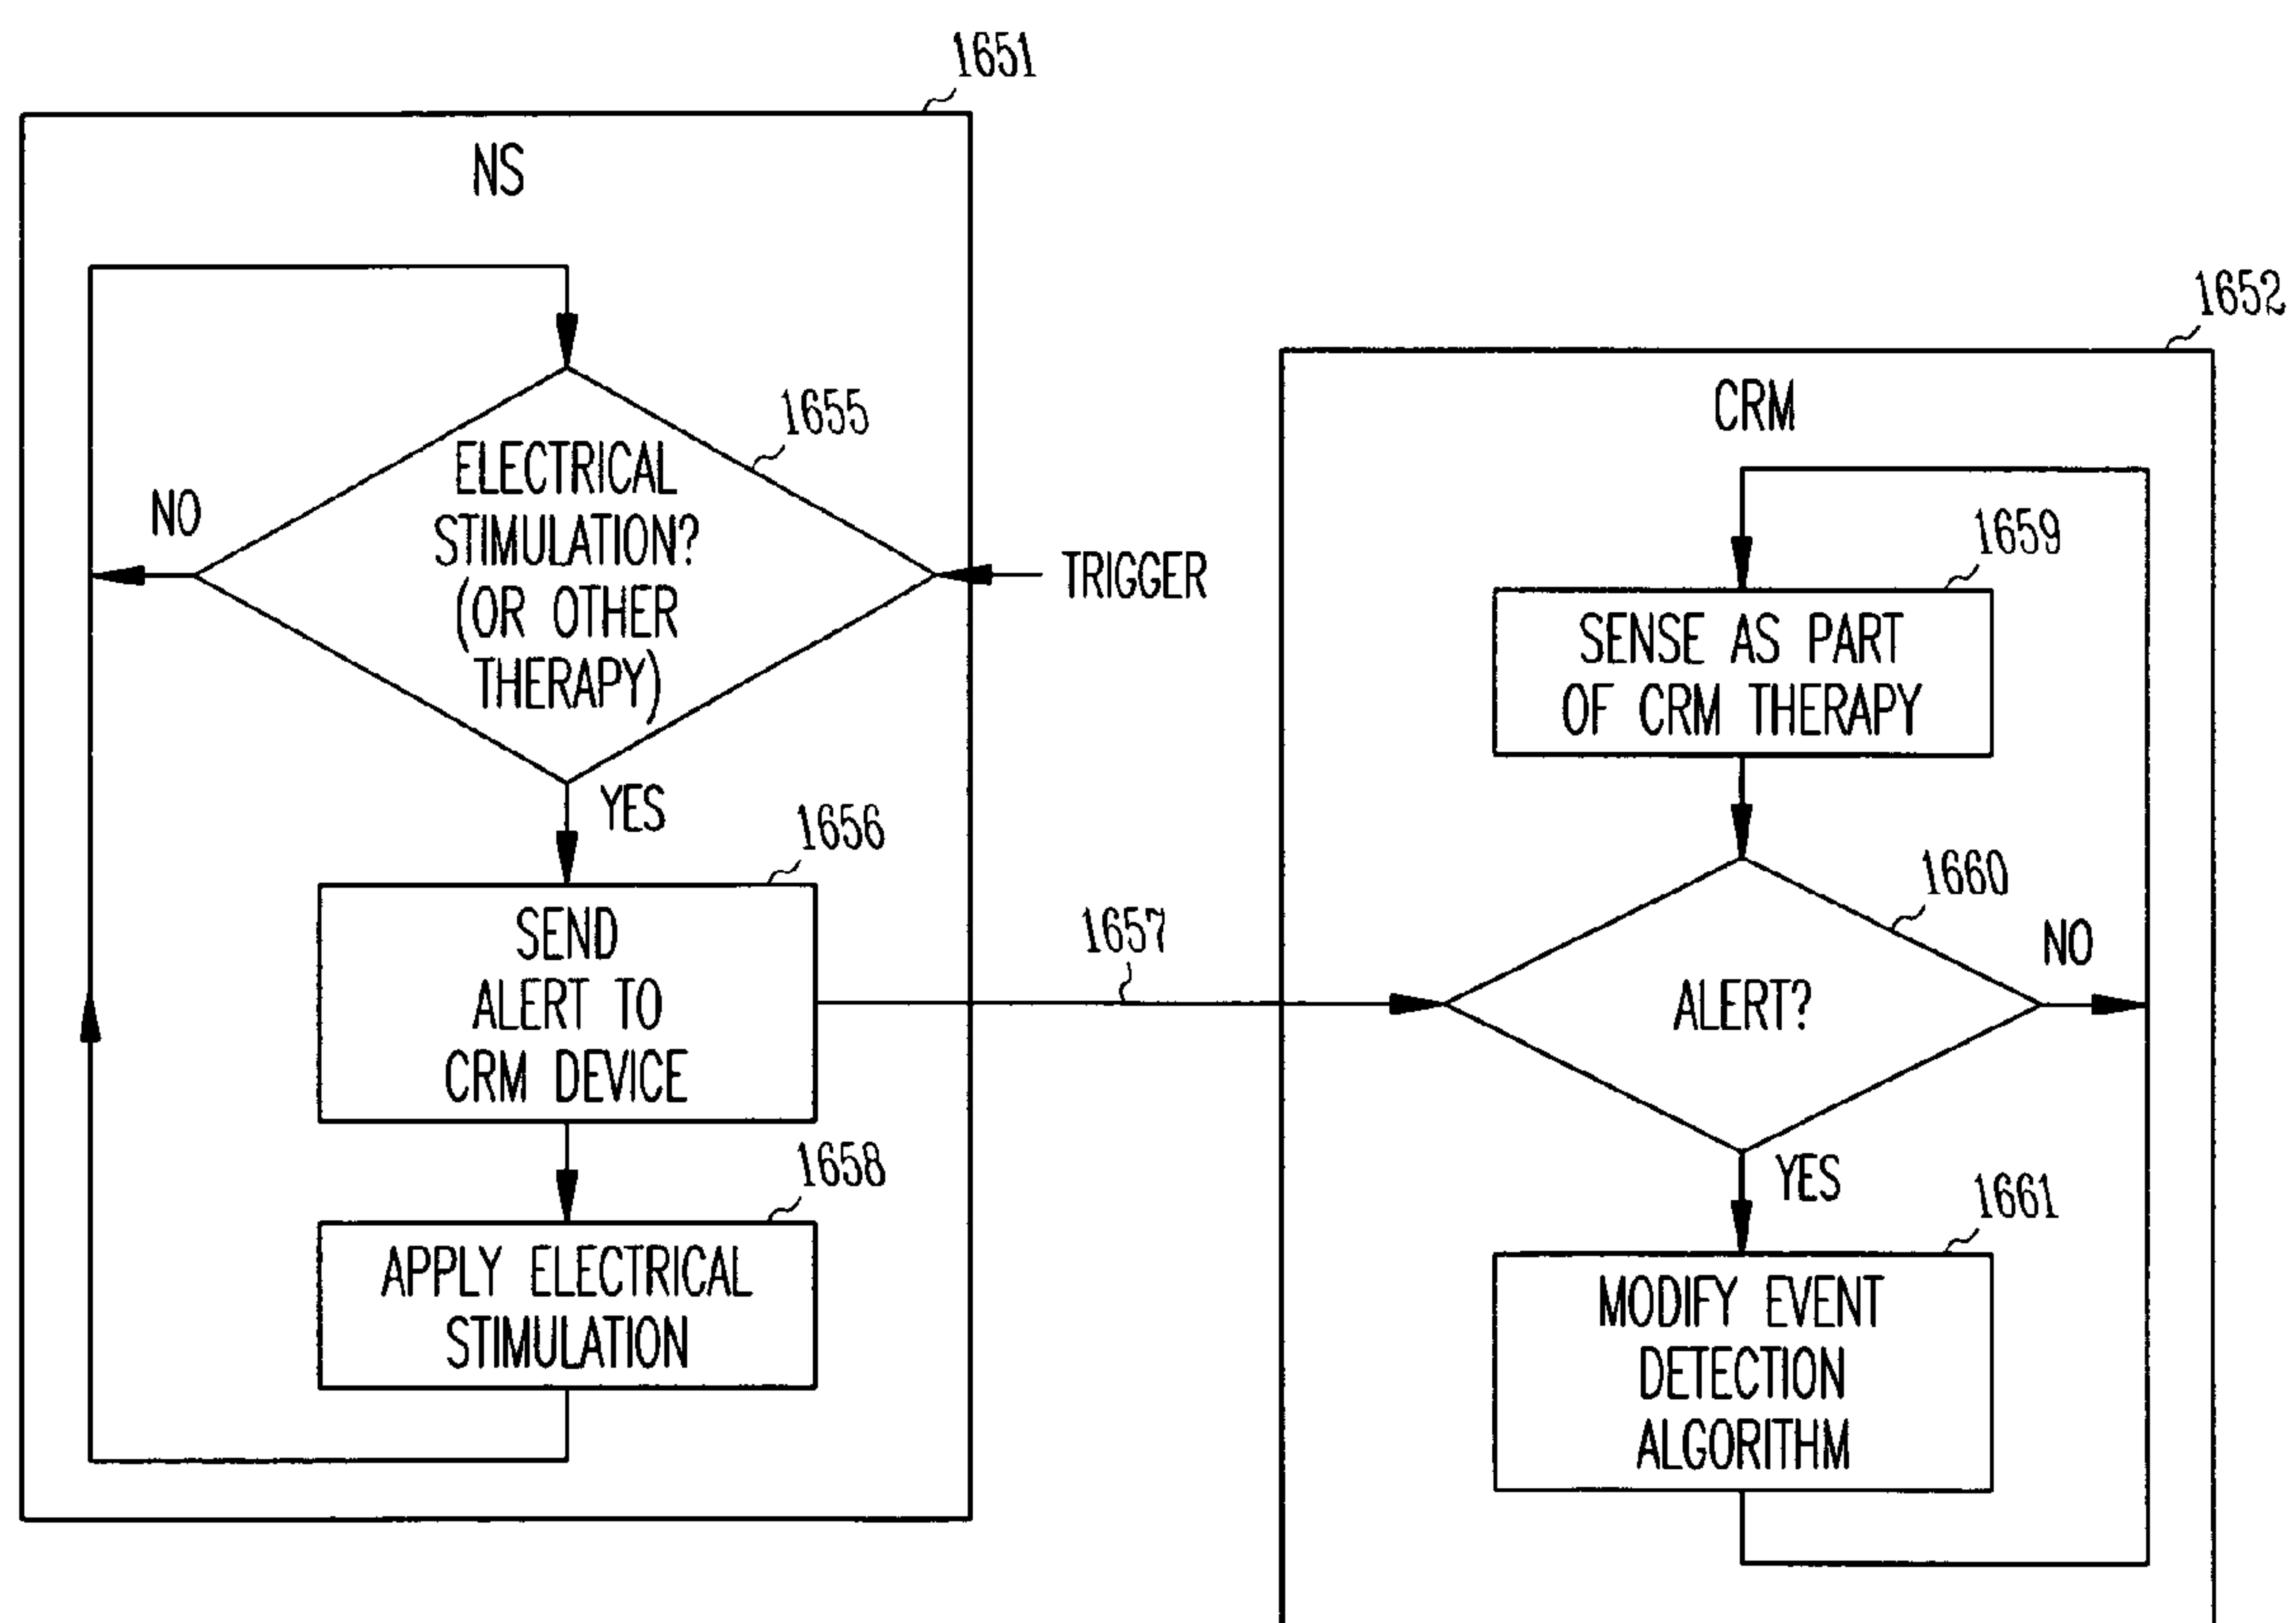 1651
NS
1655
ELECTRICAL
STIMULATION?
(OR OTHER
THERAPY)
NO
TRIGGER
YES
1656
SEND
ALERT TO
CRM DEVICE
1657
1658
APPLY ELECTRICAL
STIMULATION
1652
CRM
1659
SENSE AS PART
OF CRM THERAPY
1660
NO
ALERT?
YES
1661
MODIFY EVENT
DETECTION
ALGORITHM